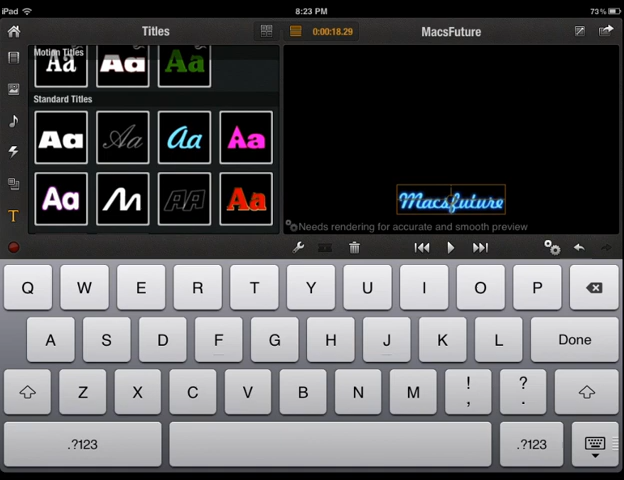 iPad 8:23 PM 73%
Titles 0:00:18.29 MacsFuture
Motion Titles
Aa Aa Aa
Standard Titles
Aa Aa Aa Aa
Aa Aa Aa
T
Macsfuture
Needs rendering for accurate and smooth preview
Q W E R T Y U I O P
A S D F G H J K L Done
Z X C V B N M ! , ? .
.?123 .?123